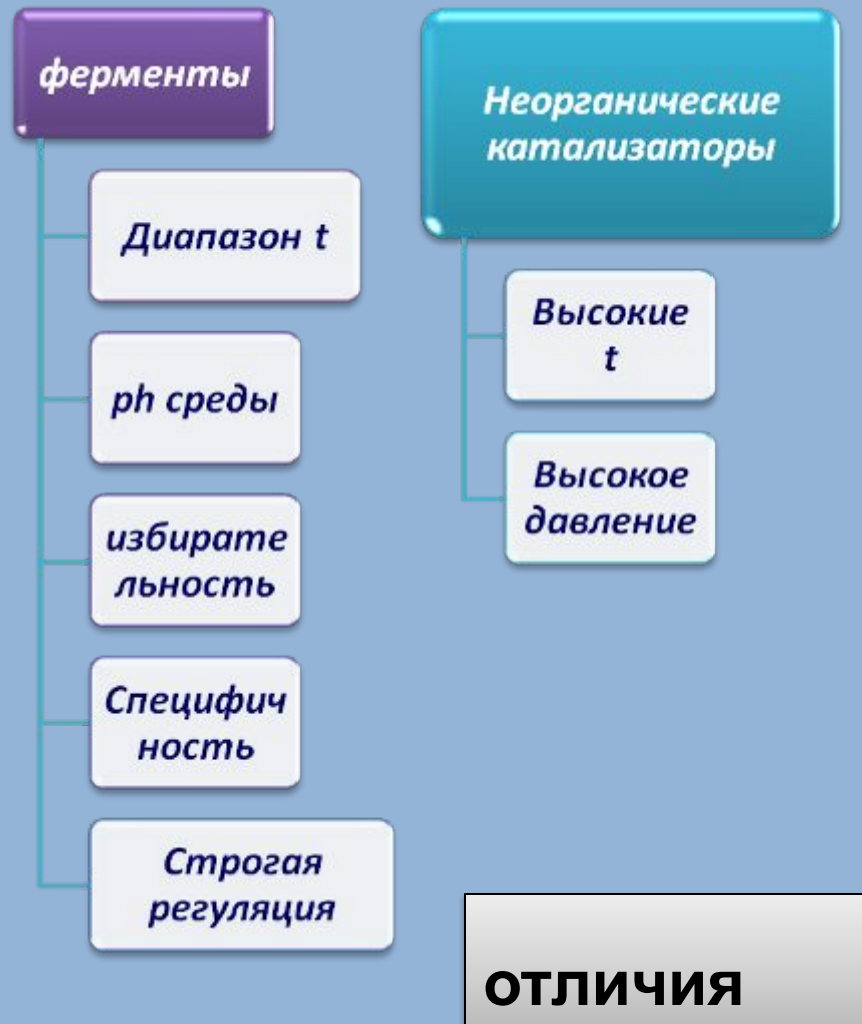 ферменты
Диапазон t
ph среды
избирате
льность
Специфич
ность
Строгая
регуляция
Неорганические
катализаторы
Высокие
t
Высокое
давление
отличия